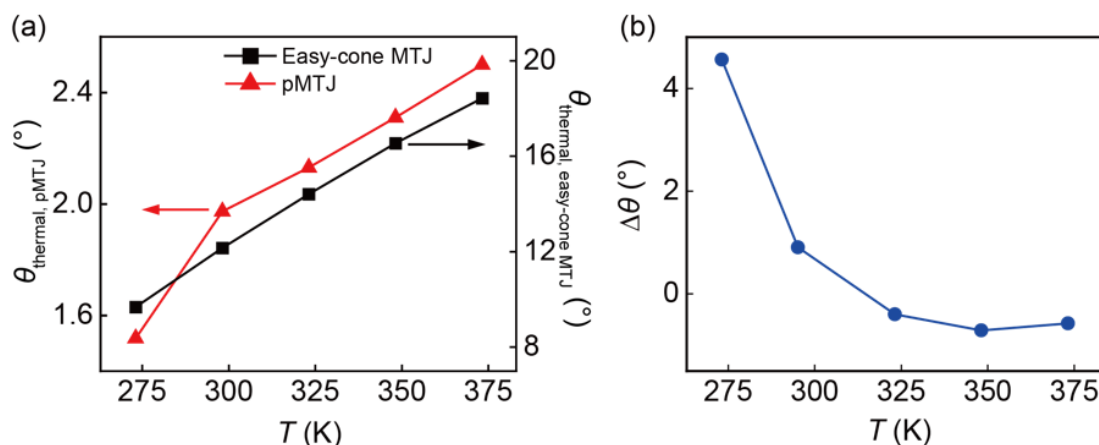 (a)
Easy-cone MTJ
pMTJ
θthermal, pMTJ (°)
2.4
2.0
1.6
20
16
12
8
θthermal, easy-cone MTJ (°)
275 300 325 350 375
T (K)
(b)
Δθ (°)
4
2
0
275 300 325 350 375
T (K)